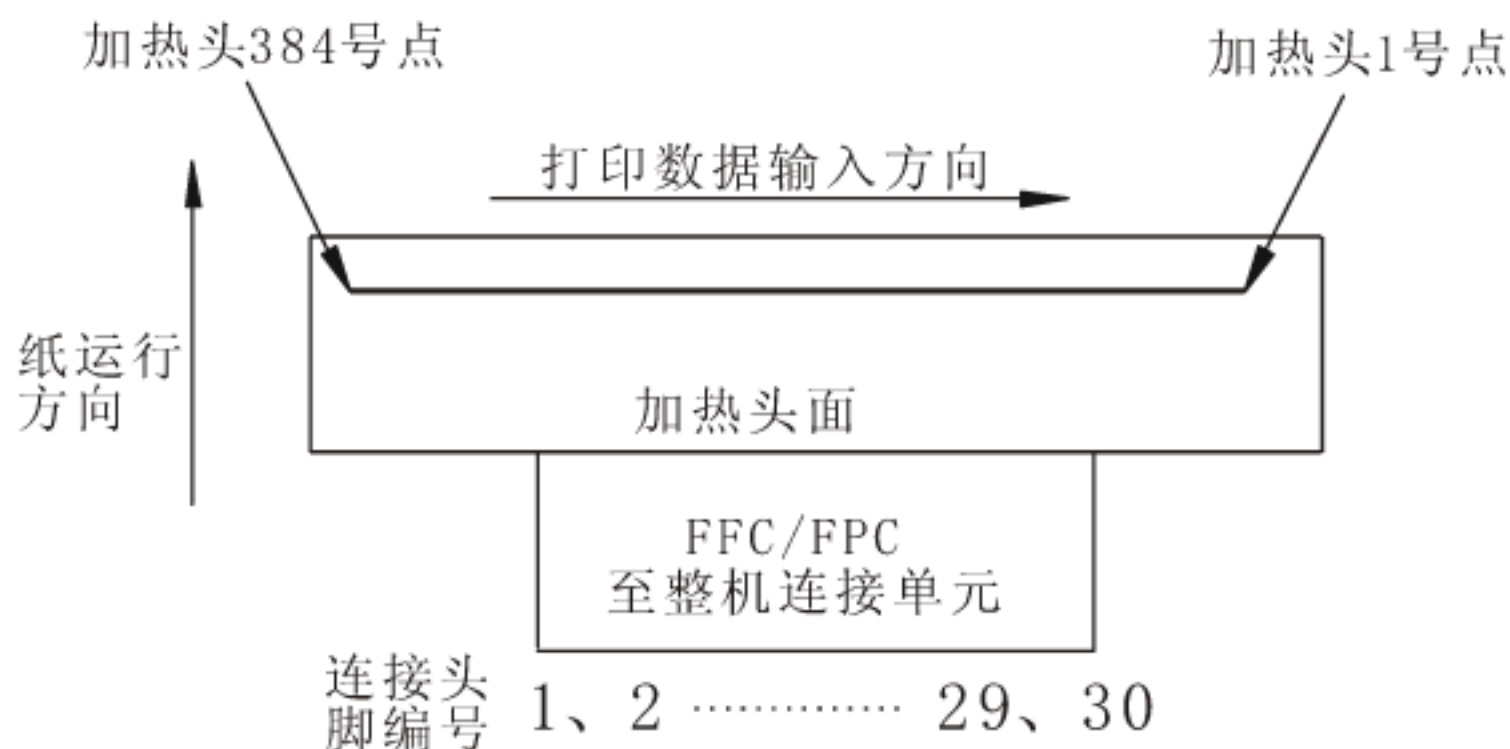 加热头384号点
加热头1号点
打印数据输入方向
纸运行
方向
加热头面
FFC/FPC
至整机连接单元
连接头
脚编号
1、2 ············· 29、30